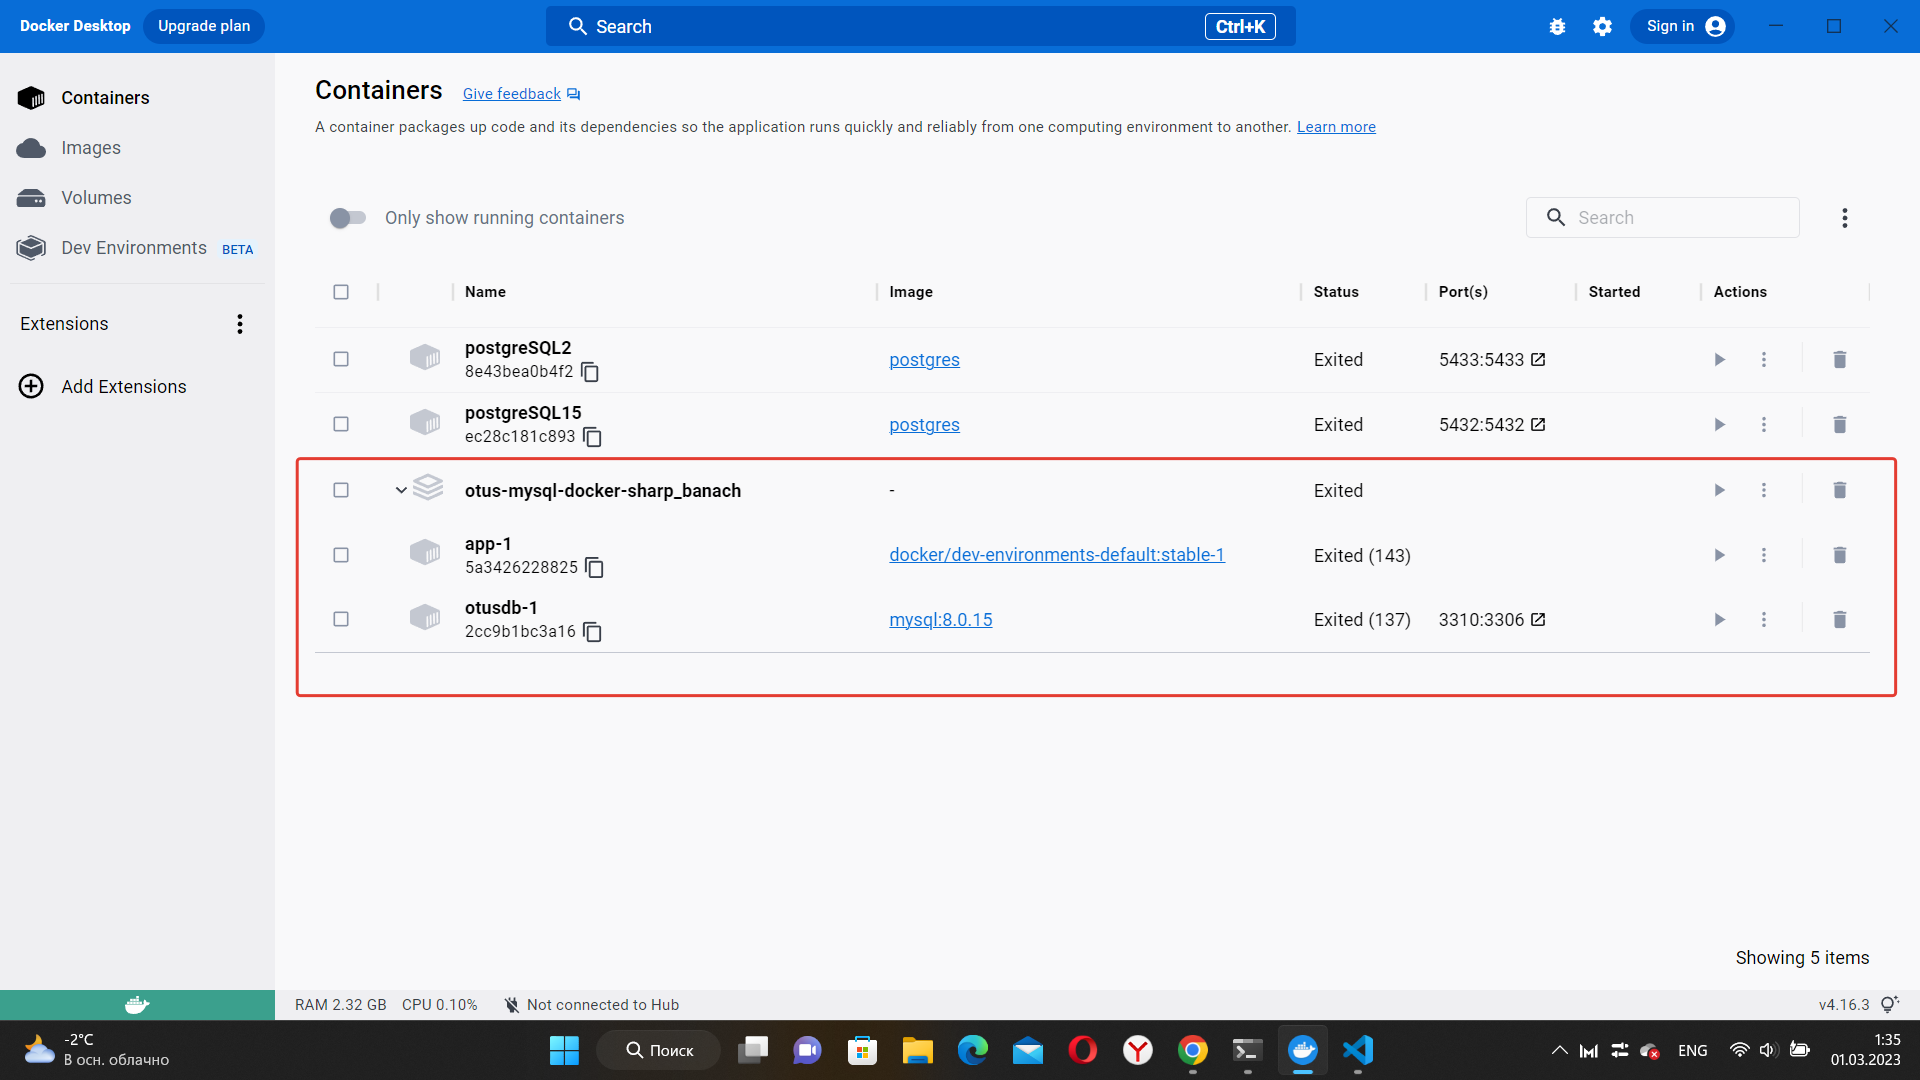 Docker Desktop
Upgrade plan
Search
Ctrl+K
Sign in
Containers
Images
Volumes
Dev Environments BETA
Extensions
Add Extensions
Containers Give feedback
A container packages up code and its dependencies so the application runs quickly and reliably from one computing environment to another. Learn more
Only show running containers
Search
Name Image Status Port(s) Started Actions
postgreSQL2
8e43bea0b4f2
postgres Exited 5433:5433
postgreSQL15
ec28c181c893
postgres Exited 5432:5432
otus-mysql-docker-sharp_banach - Exited
app-1
5a3426228825
docker/dev-environments-default:stable-1 Exited (143)
otusdb-1
2cc9b1bc3a16
mysql:8.0.15 Exited (137) 3310:3306
Showing 5 items
RAM 2.32 GB CPU 0.10% Not connected to Hub
v4.16.3
-2°C
В осн. облачно
Поиск
ENG
1:35
01.03.2023